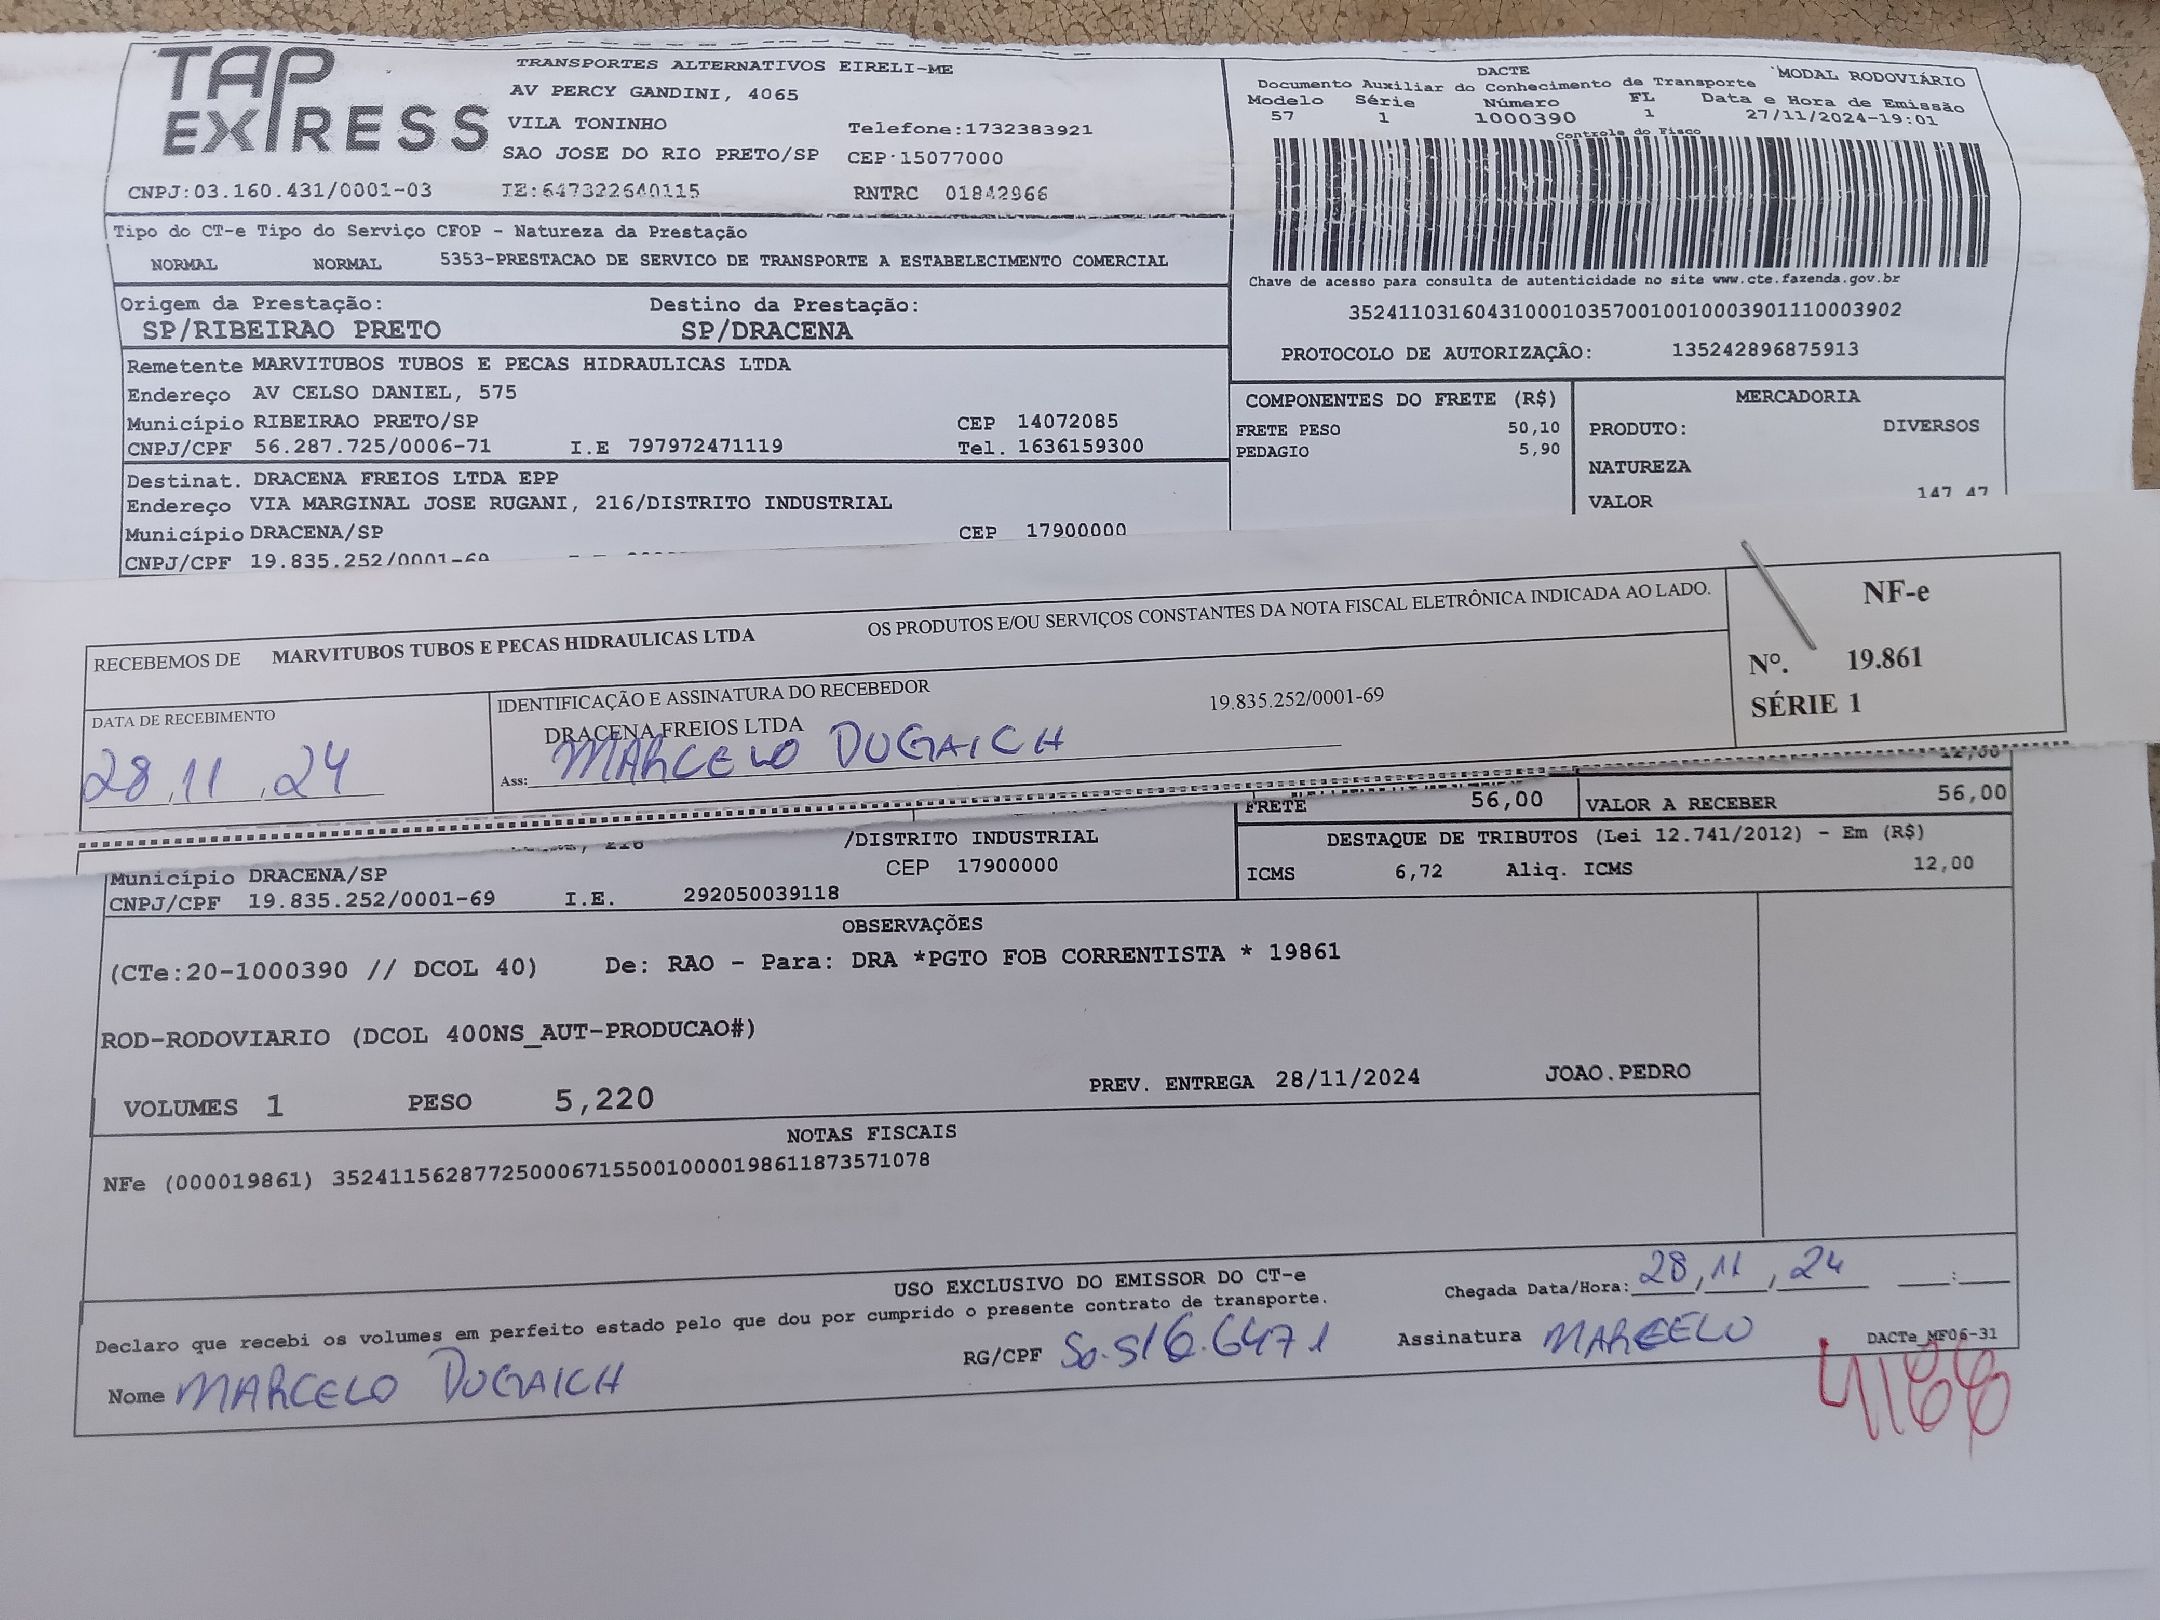 TAP EXPRESS
TRANSPORTES ALTERNATIVOS EIRELI-ME
AV PERCY GANDINI, 4065
VILA TONINHO Telefone:1732383921
SAO JOSE DO RIO PRETO/SP CEP:15077000
CNPJ:03.160.431/0001-03 IE:647322640115 RNTRC 01842966
DACTE MODAL RODOVIÁRIO
Documento Auxiliar do Conhecimento de Transporte
Modelo Série Número FL Data e Hora de Emissão
57 1 1000390 1 27/11/2024-19:01
Controle do Fisco
Chave de acesso para consulta de autenticidade no site www.cte.fazenda.gov.br
35241103160431000103570010010003901110003902
PROTOCOLO DE AUTORIZAÇÃO: 135242896875913
Tipo do CT-e Tipo do Serviço CFOP - Natureza da Prestação
NORMAL NORMAL 5353-PRESTACAO DE SERVICO DE TRANSPORTE A ESTABELECIMENTO COMERCIAL
Origem da Prestação: Destino da Prestação:
SP/RIBEIRAO PRETO SP/DRACENA
Remetente MARVITUBOS TUBOS E PECAS HIDRAULICAS LTDA
Endereço AV CELSO DANIEL, 575
Município RIBEIRAO PRETO/SP CEP 14072085
CNPJ/CPF 56.287.725/0006-71 I.E 797972471119 Tel. 1636159300
Destinat. DRACENA FREIOS LTDA EPP
Endereço VIA MARGINAL JOSE RUGANI, 216/DISTRITO INDUSTRIAL
Município DRACENA/SP CEP 17900000
CNPJ/CPF 19.835.252/0001-69
COMPONENTES DO FRETE (R$) MERCADORIA
FRETE PESO 50,10 PRODUTO: DIVERSOS
PEDAGIO 5,90 NATUREZA
VALOR 147,47
RECEBEMOS DE MARVITUBOS TUBOS E PECAS HIDRAULICAS LTDA OS PRODUTOS E/OU SERVIÇOS CONSTANTES DA NOTA FISCAL ELETRÔNICA INDICADA AO LADO.
NF-e
Nº. 19.861
SÉRIE 1
DATA DE RECEBIMENTO IDENTIFICAÇÃO E ASSINATURA DO RECEBEDOR
DRACENA FREIOS LTDA 19.835.252/0001-69
28.11.24 Ass: MARCELO DUGAICH
12,00
FRETE 56,00 VALOR A RECEBER 56,00
/DISTRITO INDUSTRIAL
Município DRACENA/SP CEP 17900000
CNPJ/CPF 19.835.252/0001-69 I.E. 292050039118
DESTAQUE DE TRIBUTOS (Lei 12.741/2012) - Em (R$)
ICMS 6,72 Aliq. ICMS 12,00
OBSERVAÇÕES
(CTe:20-1000390 // DCOL 40) De: RAO - Para: DRA *PGTO FOB CORRENTISTA * 19861
ROD-RODOVIARIO (DCOL 400NS_AUT-PRODUCAO#)
VOLUMES 1 PESO 5,220 PREV. ENTREGA 28/11/2024 JOAO.PEDRO
NOTAS FISCAIS
NFe (000019861) 35241156287725000671550010000198611873571078
USO EXCLUSIVO DO EMISSOR DO CT-e
Declaro que recebi os volumes em perfeito estado pelo que dou por cumprido o presente contrato de transporte. Chegada Data/Hora: 28,11,24 __:__
Nome MARCELO DUGAICH RG/CPF Assinatura MARCELO DACTe_MF06-31